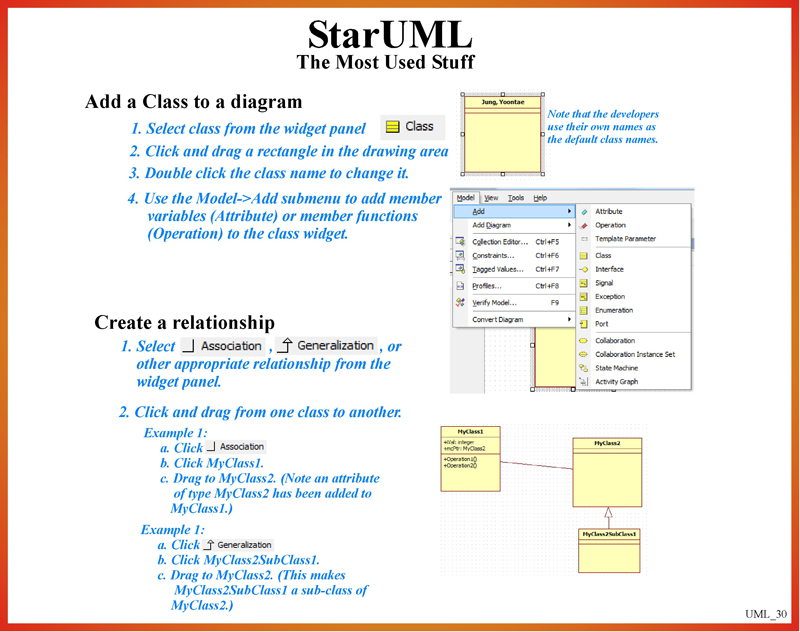 StarUML
The Most Used Stuff
Add a Class to a diagram
1. Select class from the widget panel Class
2. Click and drag a rectangle in the drawing area
3. Double click the class name to change it.
4. Use the Model->Add submenu to add member
variables (Attribute) or member functions
(Operation) to the class widget.
Jung, Yoontae
Note that the developers
use their own names as
the default class names.
Model View Tools Help
Add
Add Diagram
Collection Editor... Ctrl+F5
Constraints... Ctrl+F6
Tagged Values... Ctrl+F7
Profiles... Ctrl+F8
Verify Model... F9
Convert Diagram
Attribute
Operation
Template Parameter
Class
Interface
Signal
Exception
Enumeration
Port
Collaboration
Collaboration Instance Set
State Machine
Activity Graph
Create a relationship
1. Select Association , Generalization , or
other appropriate relationship from the
widget panel.
2. Click and drag from one class to another.
Example 1:
a. Click Association
b. Click MyClass1.
c. Drag to MyClass2. (Note an attribute
of type MyClass2 has been added to
MyClass1.)
Example 1:
a. Click Generalization
b. Click MyClass2SubClass1.
c. Drag to MyClass2. (This makes
MyClass2SubClass1 a sub-class of
MyClass2.)
MyClass1
+iVal: integer
+mcPtr: MyClass2
+Operation1()
+Operation2()
MyClass2
MyClass2SubClass1
UML_30